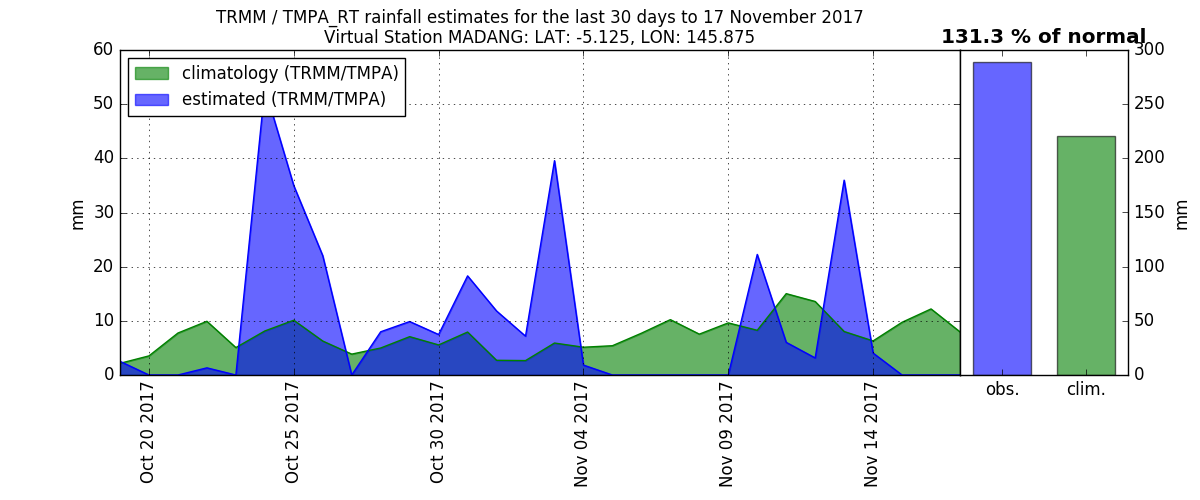 TRMM / TMPA_RT rainfall estimates for the last 30 days to 17 November 2017
Virtual Station MADANG: LAT: -5.125, LON: 145.875
131.3 % of normal
climatology (TRMM/TMPA)
estimated (TRMM/TMPA)
60
50
40
30
20
10
0
mm
Oct 20 2017
Oct 25 2017
Oct 30 2017
Nov 04 2017
Nov 09 2017
Nov 14 2017
obs.
clim.
300
250
200
150
100
50
0
mm